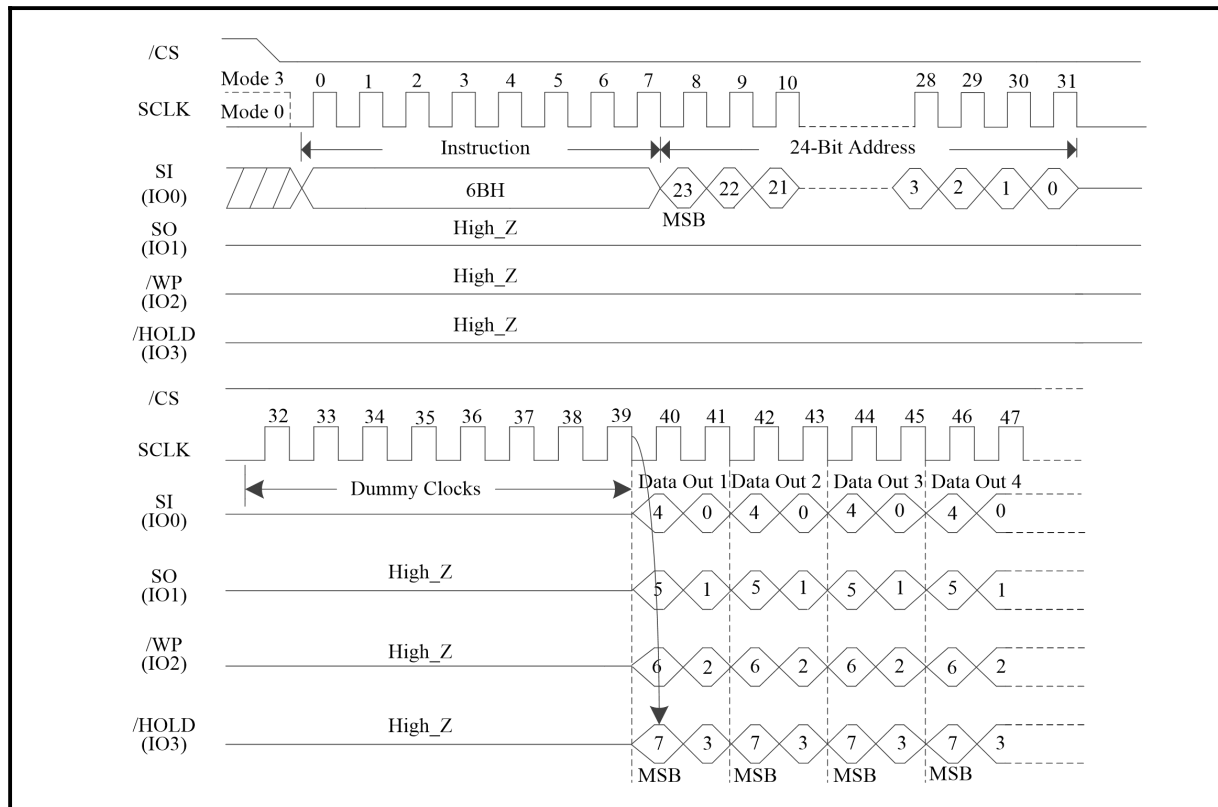 /CS
Mode 3 0 1 2 3 4 5 6 7 8 9 10 28 29 30 31
SCLK Mode 0
Instruction 24-Bit Address
SI
(IO0) 6BH 23 22 21 3 2 1 0
MSB
SO
(IO1) High_Z
/WP
(IO2) High_Z
/HOLD
(IO3) High_Z
/CS
32 33 34 35 36 37 38 39 40 41 42 43 44 45 46 47
SCLK
Dummy Clocks Data Out 1 Data Out 2 Data Out 3 Data Out 4
SI
(IO0) 4 0 4 0 4 0 4 0
SO
(IO1) High_Z 5 1 5 1 5 1 5 1
/WP
(IO2) High_Z 6 2 6 2 6 2 6 2
/HOLD
(IO3) High_Z 7 3 7 3 7 3 7 3
MSB MSB MSB MSB